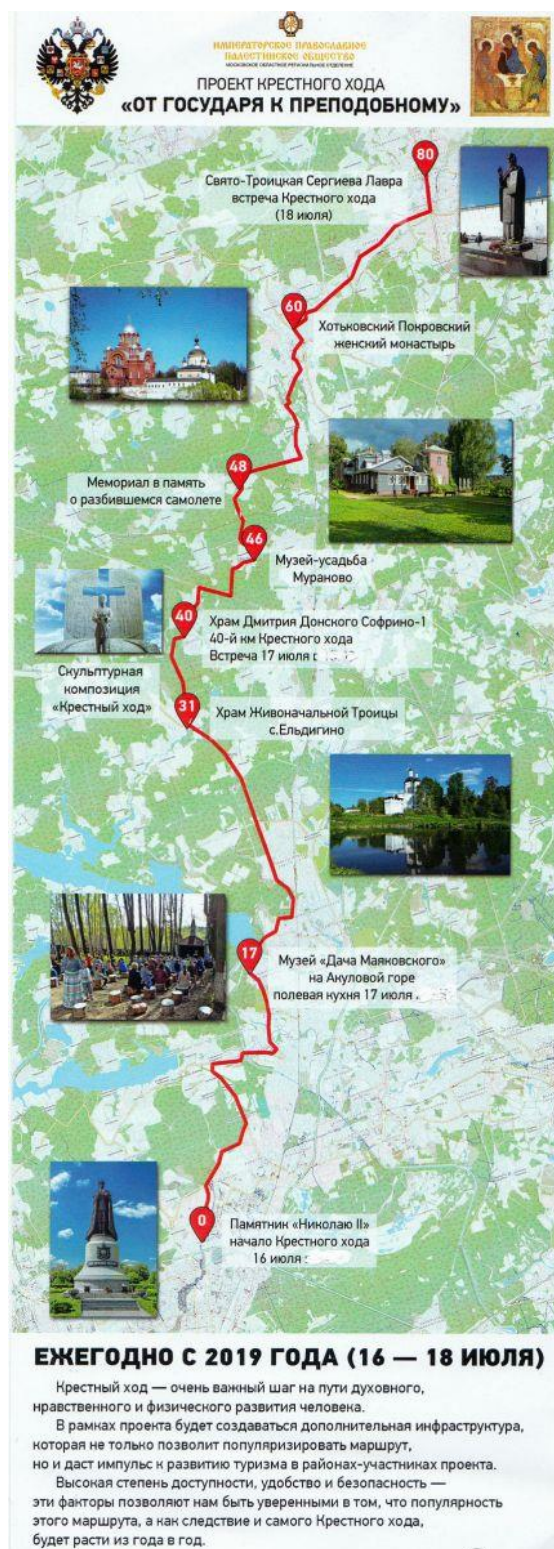 ИМПЕРАТОРСКОЕ ПРАВОСЛАВНОЕ
ПАЛЕСТИНСКОЕ ОБЩЕСТВО
МОСКОВСКОЕ ОБЛАСТНОЕ РЕГИОНАЛЬНОЕ ОТДЕЛЕНИЕ
ПРОЕКТ КРЕСТНОГО ХОДА
«ОТ ГОСУДАРЯ К ПРЕПОДОБНОМУ»
80
Свято-Троицкая Сергиева Лавра
встреча Крестного хода
(18 июля)
60
Хотьковский Покровский
женский монастырь
48
Мемориал в память
о разбившемся самолете
46
Музей-усадьба
Мураново
40
Храм Дмитрия Донского Софрино-1
40-й км Крестного хода
Встреча 17 июля
Скульптурная
композиция
«Крестный ход»
31
Храм Живоначальной Троицы
с.Ельдигино
17
Музей «Дача Маяковского»
на Акуловой горе
полевая кухня 17 июля
0
Памятник «Николаю II»
начало Крестного хода
16 июля
ЕЖЕГОДНО С 2019 ГОДА (16 — 18 ИЮЛЯ)
Крестный ход — очень важный шаг на пути духовного,
нравственного и физического развития человека.
В рамках проекта будет создаваться дополнительная инфраструктура,
которая не только позволит популяризировать маршрут,
но и даст импульс к развитию туризма в районах-участниках проекта.
Высокая степень доступности, удобство и безопасность —
эти факторы позволяют нам быть уверенными в том, что популярность
этого маршрута, а как следствие и самого Крестного хода,
будет расти из года в год.